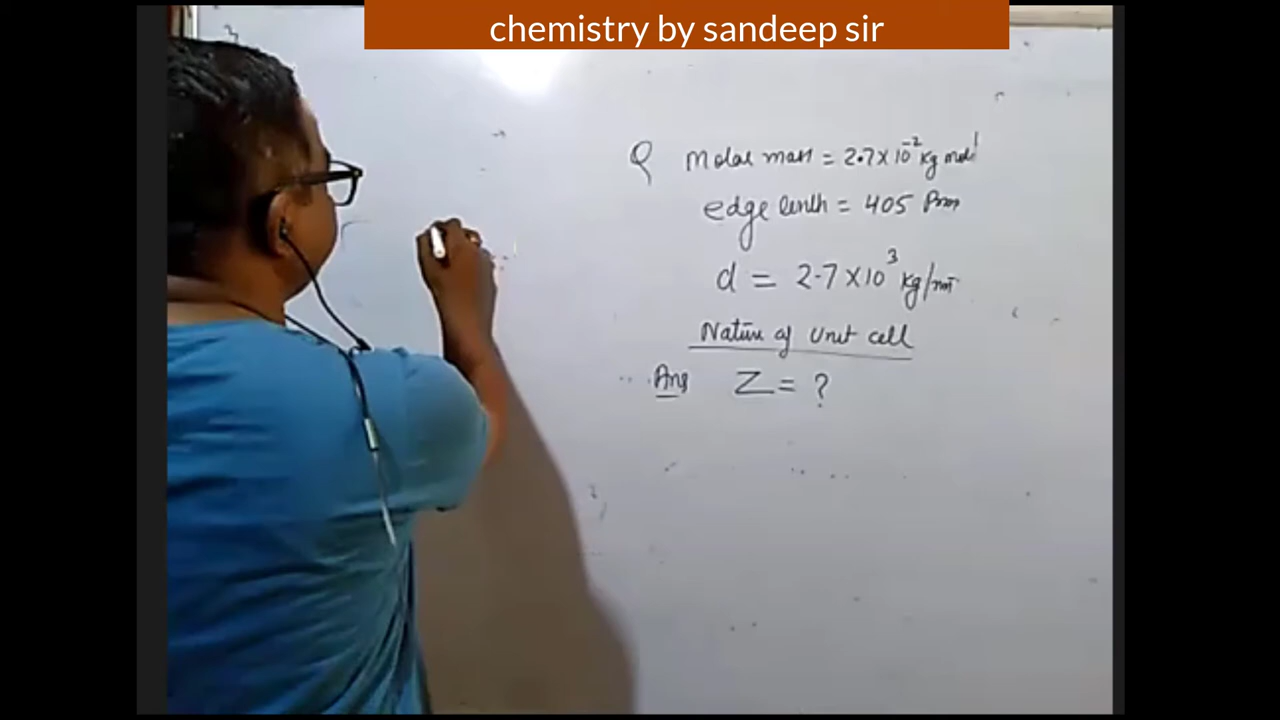 chemistry by sandeep sir
Q Molar mass = 2.7 x 10⁻² kg mol⁻¹
edge lenth = 405 Pm
d = 2.7 x 10³ kg/m³
Nature of Unit cell
Ans Z = ?